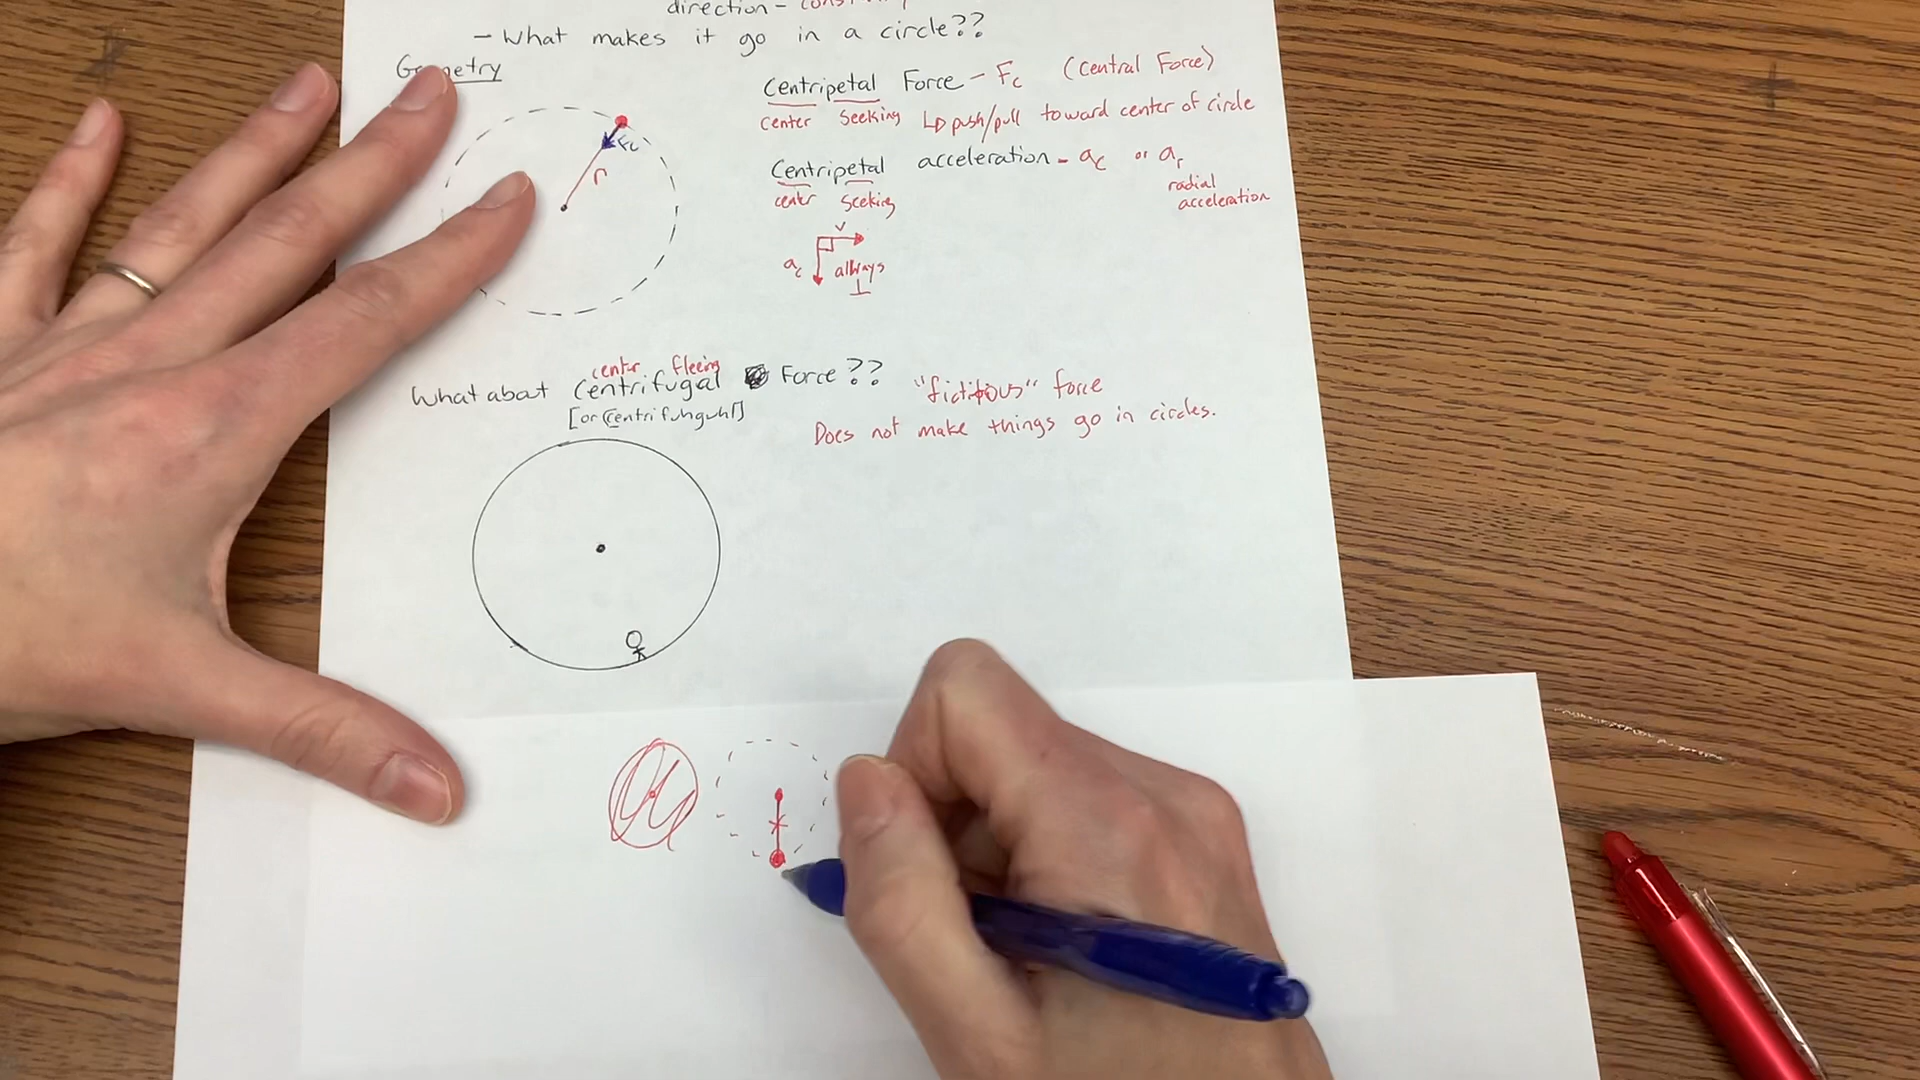 direction -
- What makes it go in a circle??
Geometry
Centripetal Force - Fc (Central Force)
center seeking ↳ push/pull toward center of circle
Fc
r
Centripetal acceleration - ac or ar
center seeking
radial acceleration
v
ac always
⊥
center fleeing
What about Centrifugal Force?? "fictitious" force
[or Centrifuhguhl]
Does not make things go in circles.